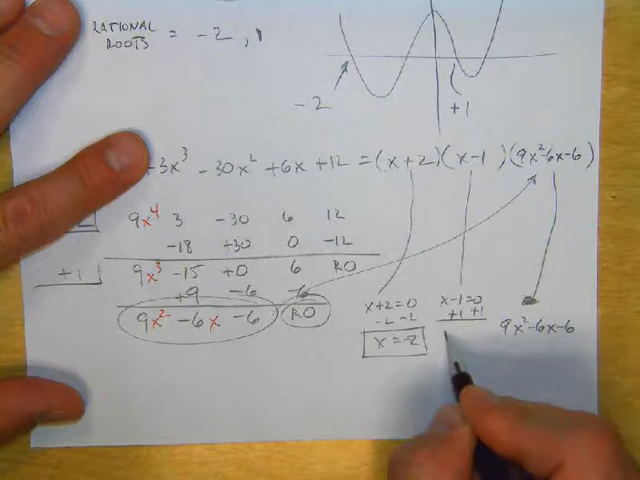 RATIONAL
ROOTS = -2, 1
-2
+1
+3x³ -30x² +6x +12 = (x+2)(x-1)(9x²-6x-6)
9x⁴ 3 -30 6 12
-18 +30 0 -12
+1 9x³ -15 +0 6 R0
+9 -6 -6
9x² -6x -6 R0
x+2=0
-2 -2
x=-2
x-1=0
+1 +1
9x²-6x-6